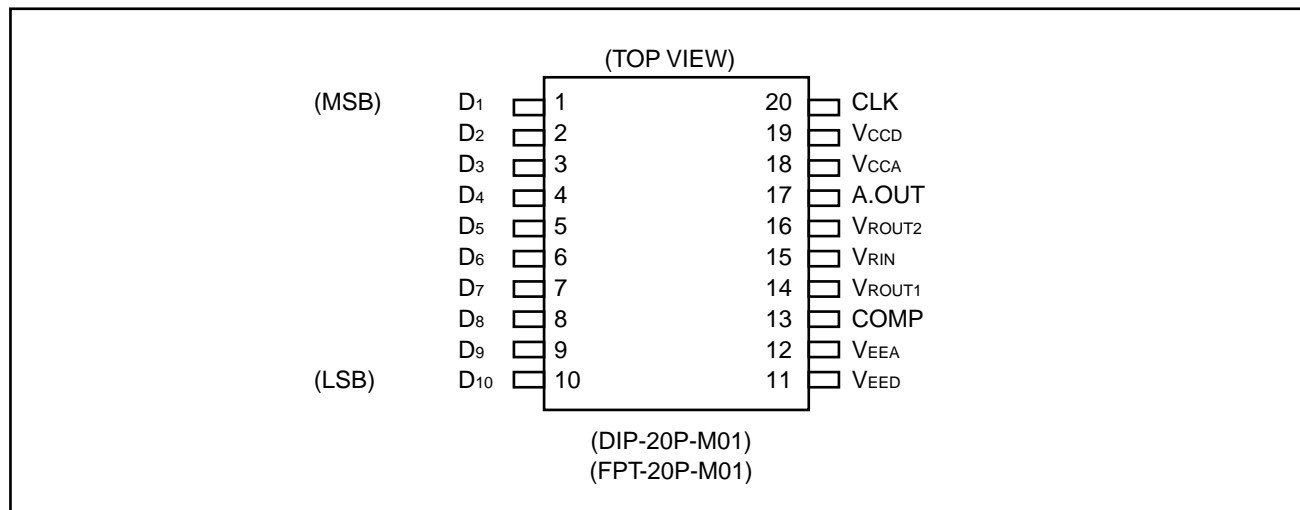 (TOP VIEW)
(MSB) D1 1 20 CLK
D2 2 19 VCCD
D3 3 18 VCCA
D4 4 17 A.OUT
D5 5 16 VROUT2
D6 6 15 VRIN
D7 7 14 VROUT1
D8 8 13 COMP
D9 9 12 VEEA
(LSB) D10 10 11 VEED
(DIP-20P-M01)
(FPT-20P-M01)